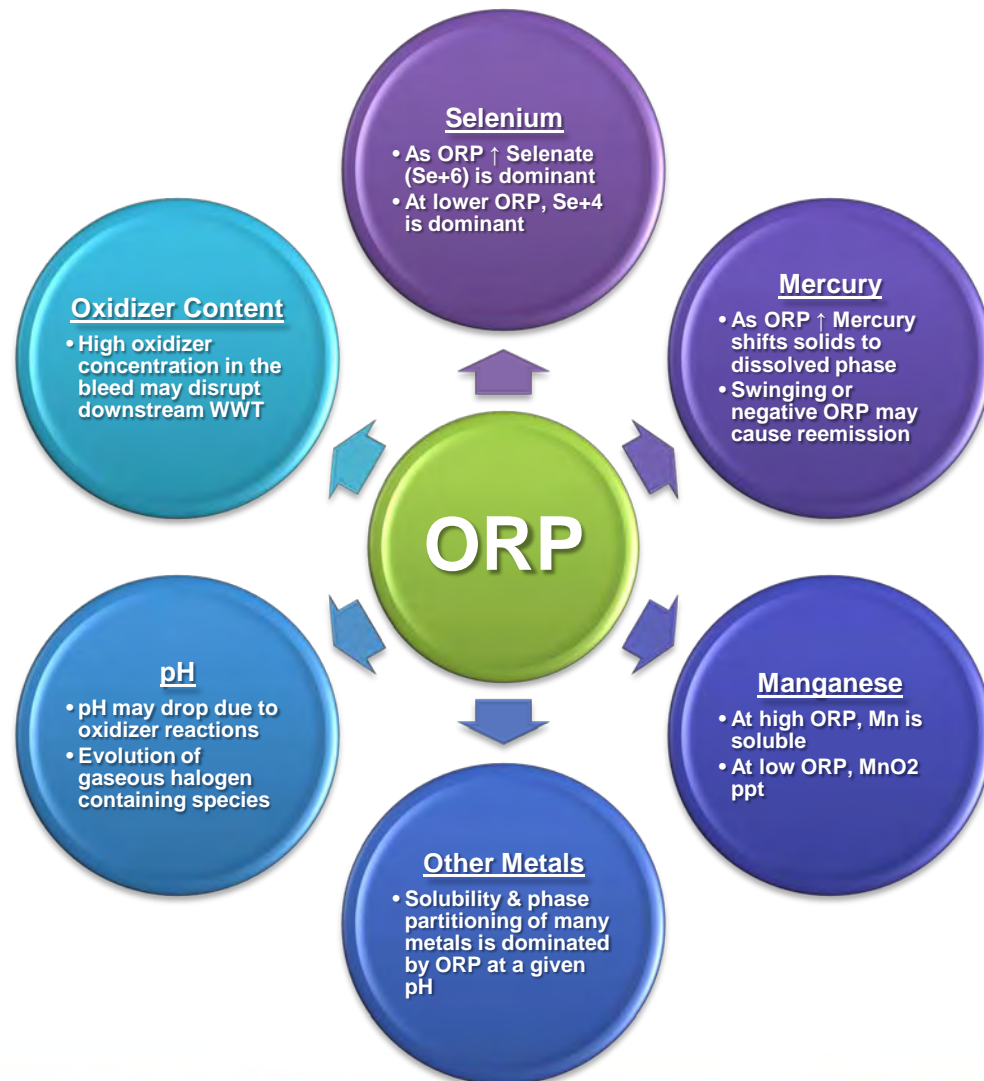 Selenium
• As ORP ↑ Selenate
(Se+6) is dominant
• At lower ORP, Se+4
is dominant
Mercury
• As ORP ↑ Mercury
shifts solids to
dissolved phase
• Swinging or
negative ORP may
cause reemission
Manganese
• At high ORP, Mn is
soluble
• At low ORP, MnO2
ppt
Other Metals
• Solubility & phase
partitioning of many
metals is dominated
by ORP at a given
pH
pH
• pH may drop due to
oxidizer reactions
• Evolution of
gaseous halogen
containing species
Oxidizer Content
• High oxidizer
concentration in the
bleed may disrupt
downstream WWT
ORP